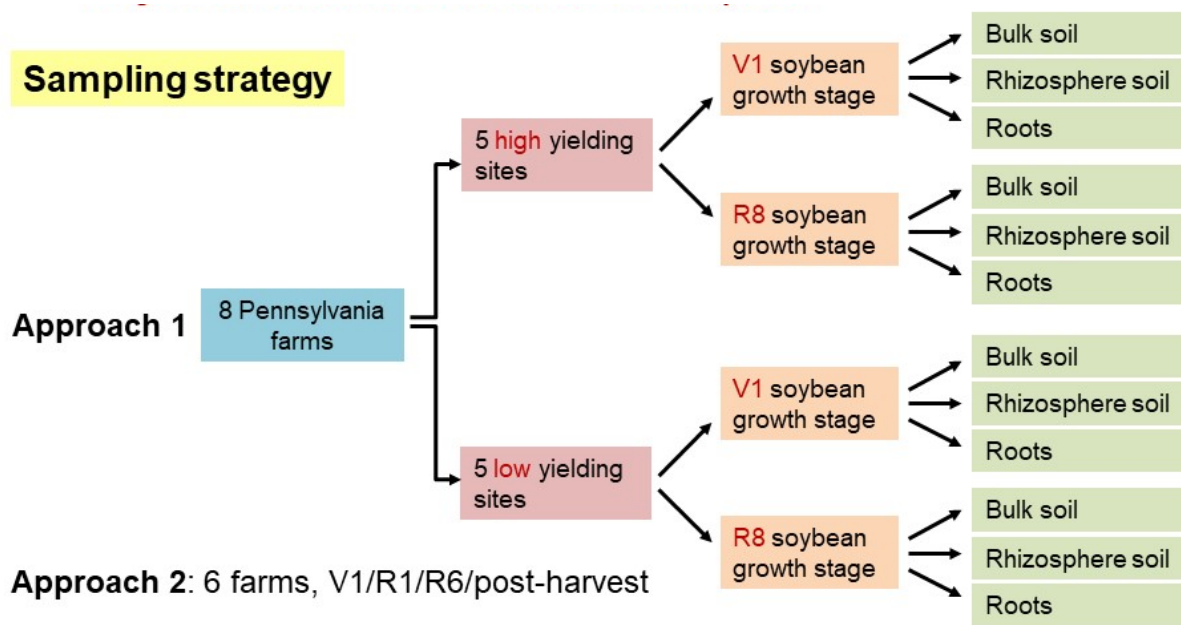 Sampling strategy
Approach 1
8 Pennsylvania
farms
5 high yielding
sites
V1 soybean
growth stage
Bulk soil
Rhizosphere soil
Roots
R8 soybean
growth stage
Bulk soil
Rhizosphere soil
Roots
5 low yielding
sites
V1 soybean
growth stage
Bulk soil
Rhizosphere soil
Roots
R8 soybean
growth stage
Bulk soil
Rhizosphere soil
Roots
Approach 2: 6 farms, V1/R1/R6/post-harvest